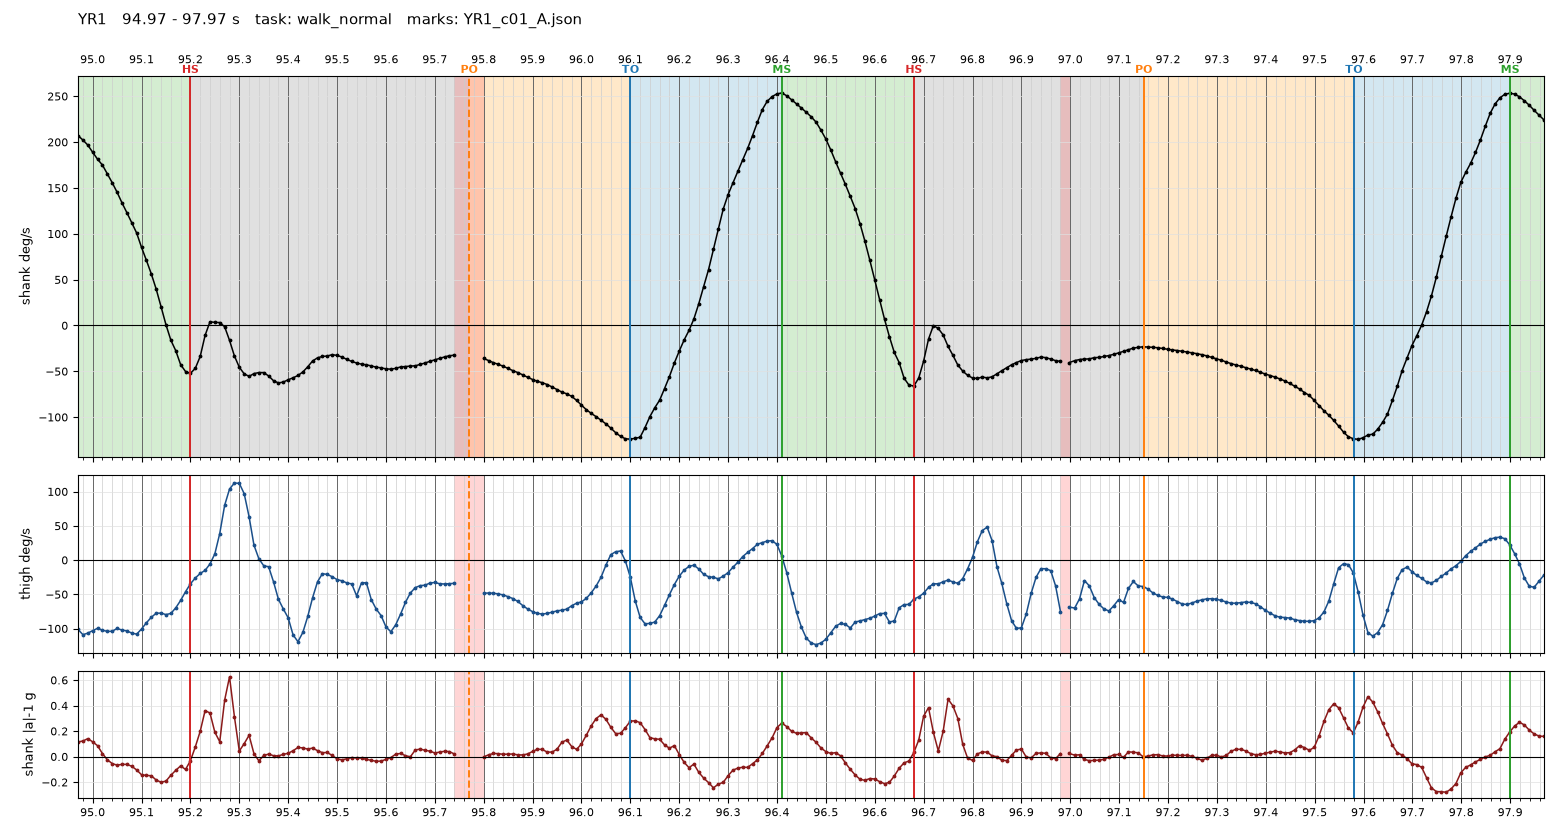 YR1   94.97 - 97.97 s   task: walk_normal   marks: YR1_c01_A.json
95.0 95.1 95.2 95.3 95.4 95.5 95.6 95.7 95.8 95.9 96.0 96.1 96.2 96.3 96.4 96.5 96.6 96.7 96.8 96.9 97.0 97.1 97.2 97.3 97.4 97.5 97.6 97.7 97.8 97.9
HS PO TO MS HS PO TO MS
shank deg/s
250
200
150
100
50
0
−50
−100
thigh deg/s
100
50
0
−50
−100
shank |a|-1 g
0.6
0.4
0.2
0.0
−0.2
95.0 95.1 95.2 95.3 95.4 95.5 95.6 95.7 95.8 95.9 96.0 96.1 96.2 96.3 96.4 96.5 96.6 96.7 96.8 96.9 97.0 97.1 97.2 97.3 97.4 97.5 97.6 97.7 97.8 97.9